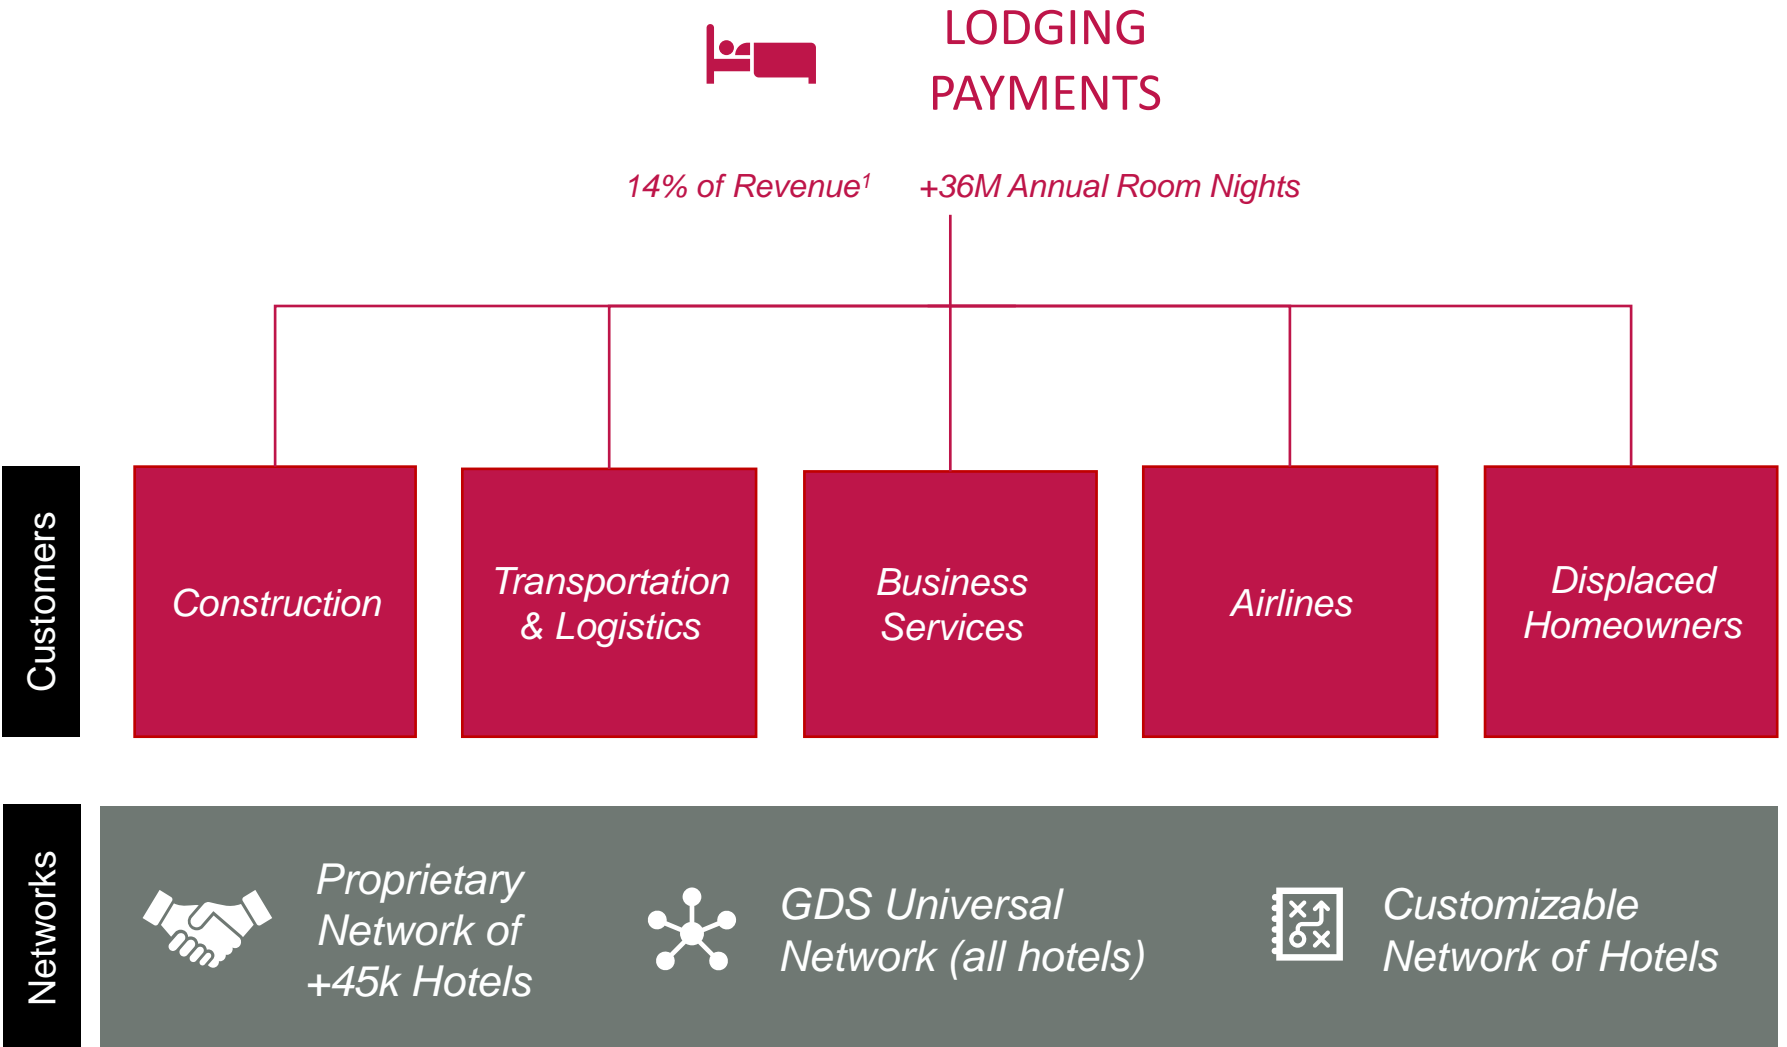 LODGING
PAYMENTS
14% of Revenue¹ +36M Annual Room Nights
Customers
Construction
Transportation
& Logistics
Business
Services
Airlines
Displaced
Homeowners
Networks
Proprietary
Network of
+45k Hotels
GDS Universal
Network (all hotels)
Customizable
Network of Hotels